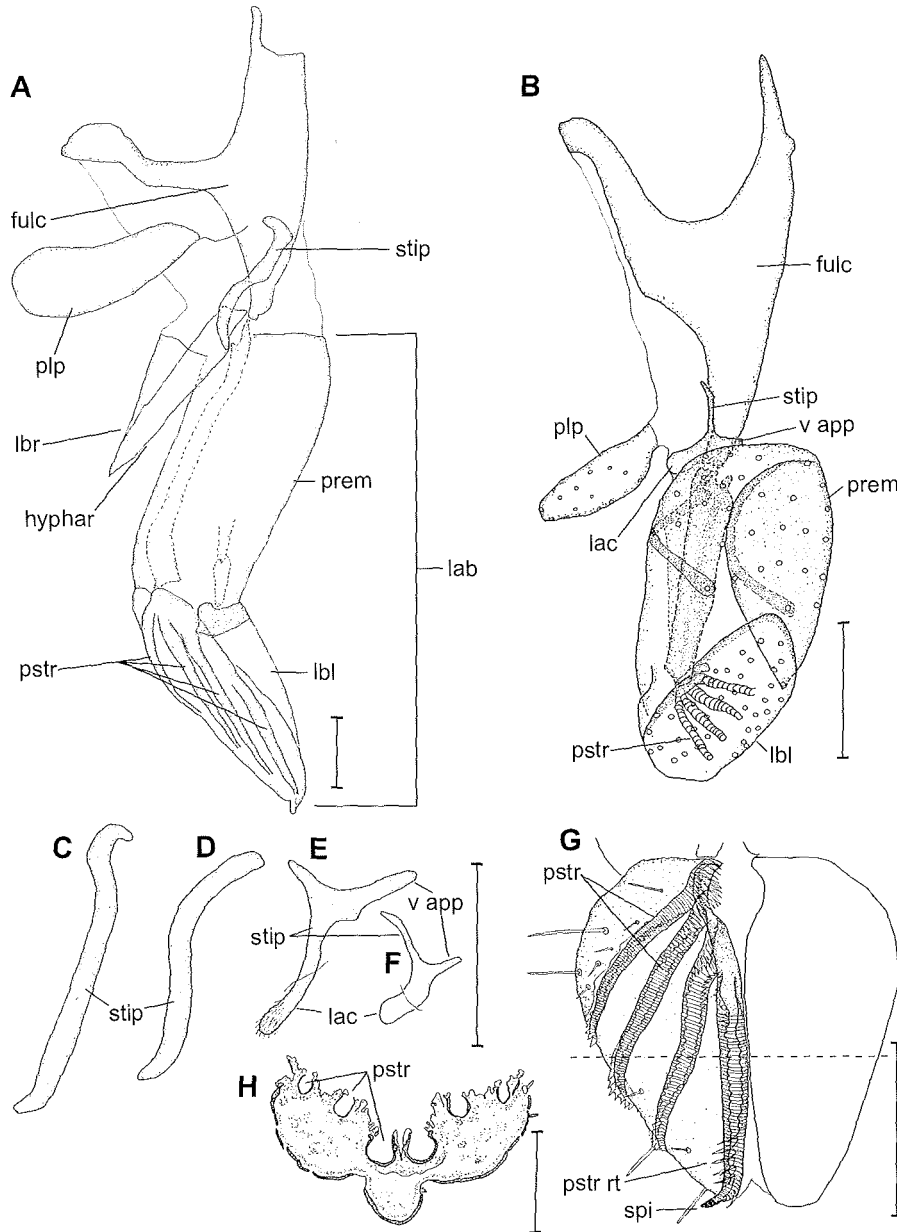 A
fulc
stip
plp
lbr
prem
hyphar
lab
pstr
lbl
B
fulc
stip
v app
plp
prem
lac
pstr
lbl
C
D
E
v app
stip
F
stip
lac
G
pstr
H
pstr
pstr rt
spi